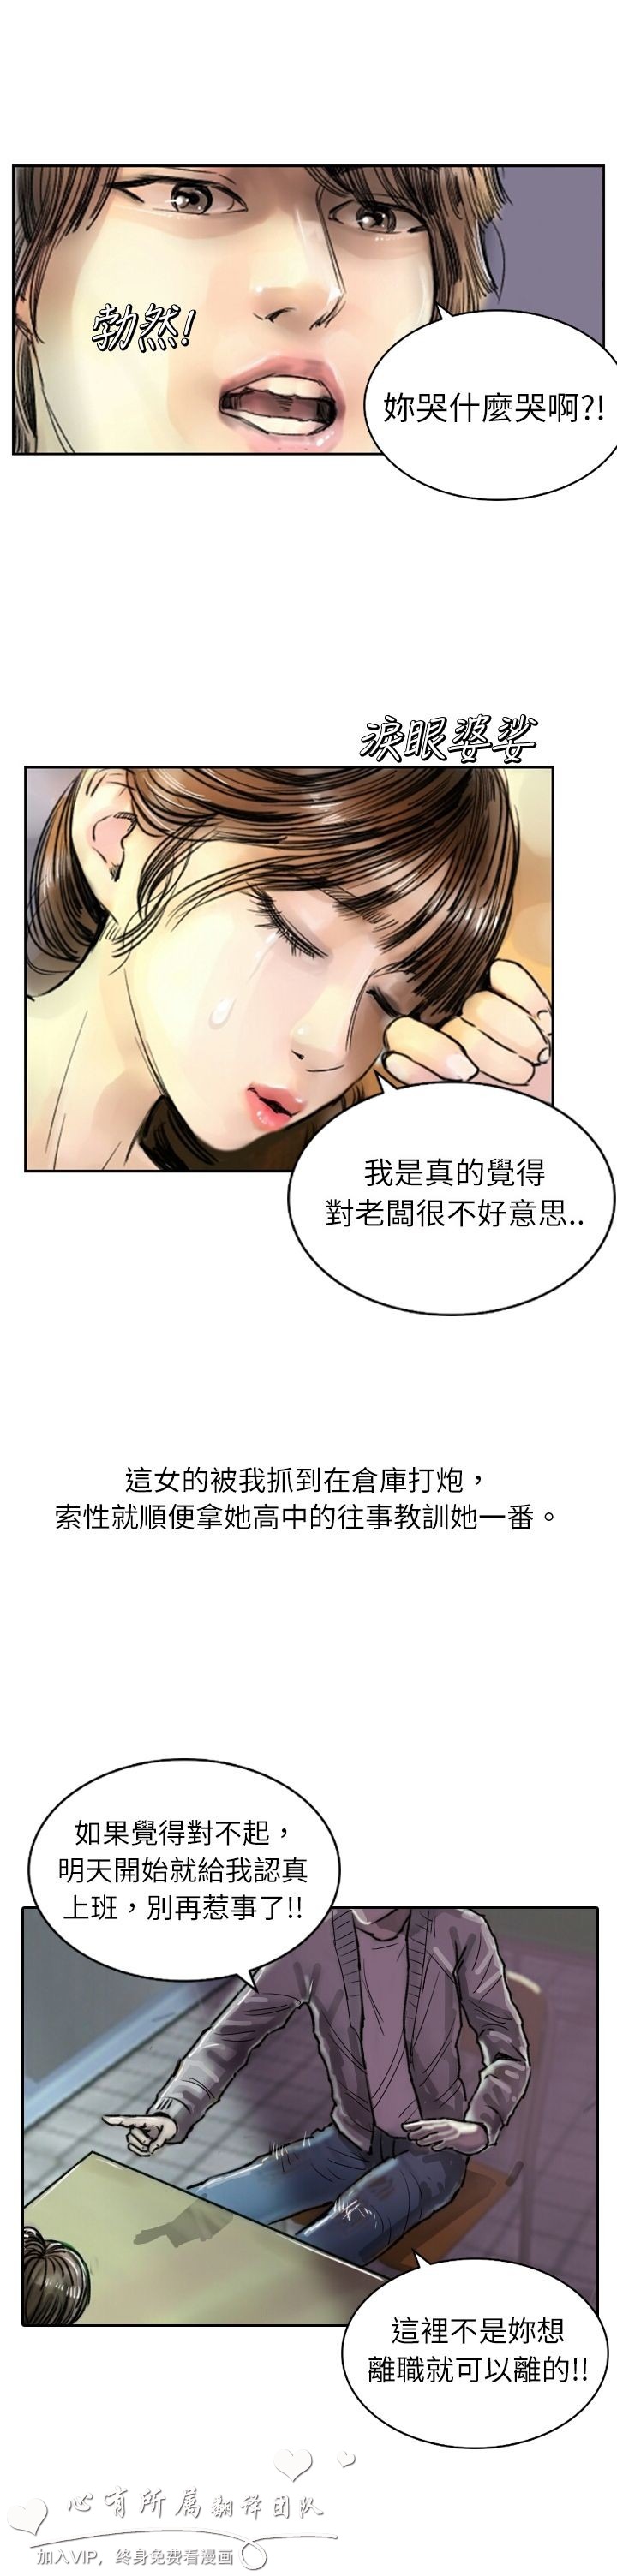 勃然!
妳哭什麼哭啊?!
淚眼婆娑
我是真的覺得
對老闆很不好意思..
這女的被我抓到在倉庫打炮，
索性就順便拿她高中的往事教訓她一番。
如果覺得對不起，
明天開始就給我認真
上班，別再惹事了!!
這裡不是妳想
離職就可以離的!!
心有所属翻译团队
加入VIP，终身免费看漫画